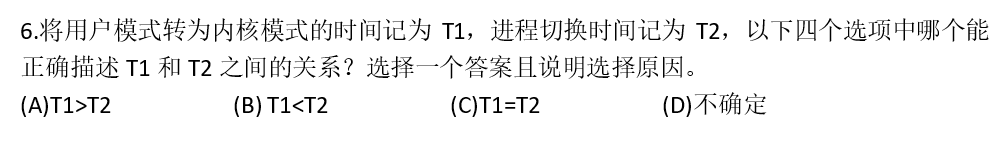 6.将用户模式转为内核模式的时间记为 T1，进程切换时间记为 T2，以下四个选项中哪个能
正确描述 T1 和 T2 之间的关系？选择一个答案且说明选择原因。
(A)T1>T2 (B) T1<T2 (C)T1=T2 (D)不确定